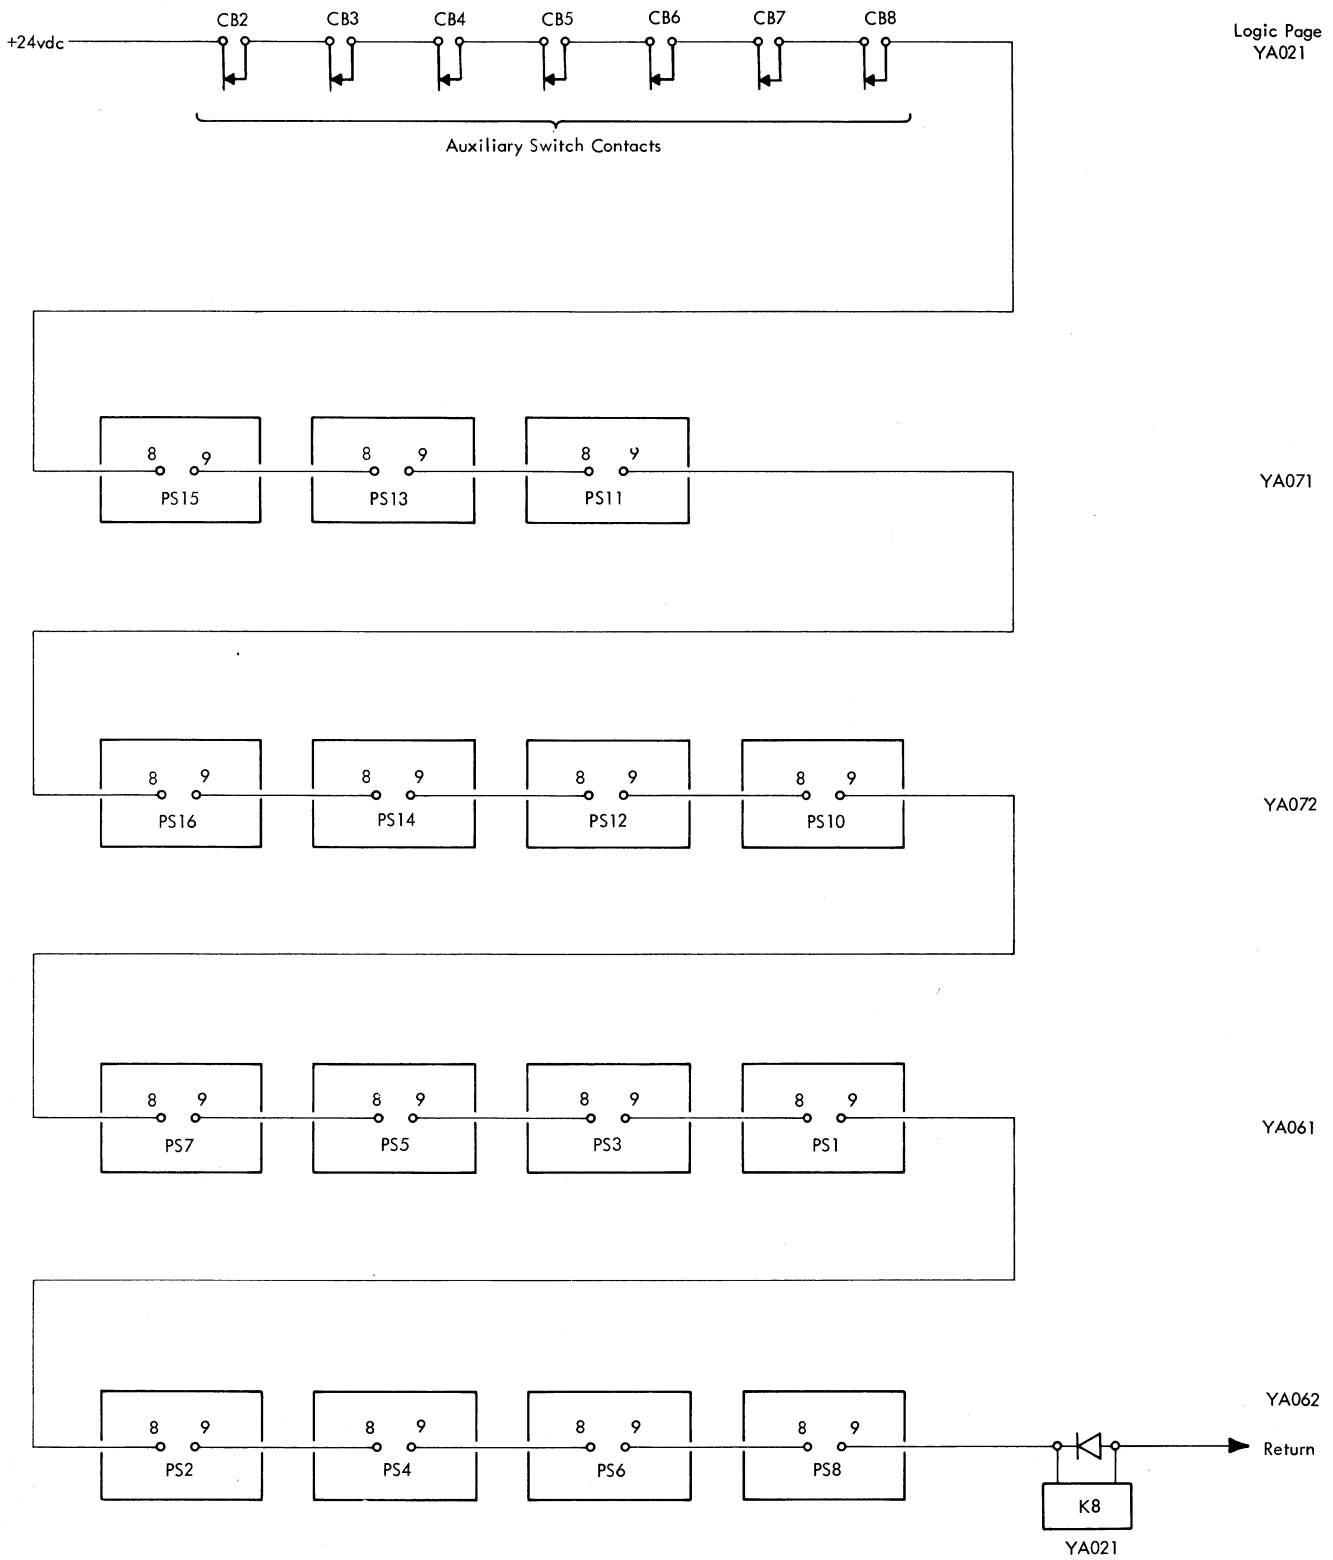 CB2 CB3 CB4 CB5 CB6 CB7 CB8
Logic Page
YA021
+24vdc
Auxiliary Switch Contacts
8 9 8 9 8 9
PS15 PS13 PS11
YA071
8 9 8 9 8 9 8 9
PS16 PS14 PS12 PS10
YA072
8 9 8 9 8 9 8 9
PS7 PS5 PS3 PS1
YA061
YA062
8 9 8 9 8 9 8 9
PS2 PS4 PS6 PS8
Return
K8
YA021